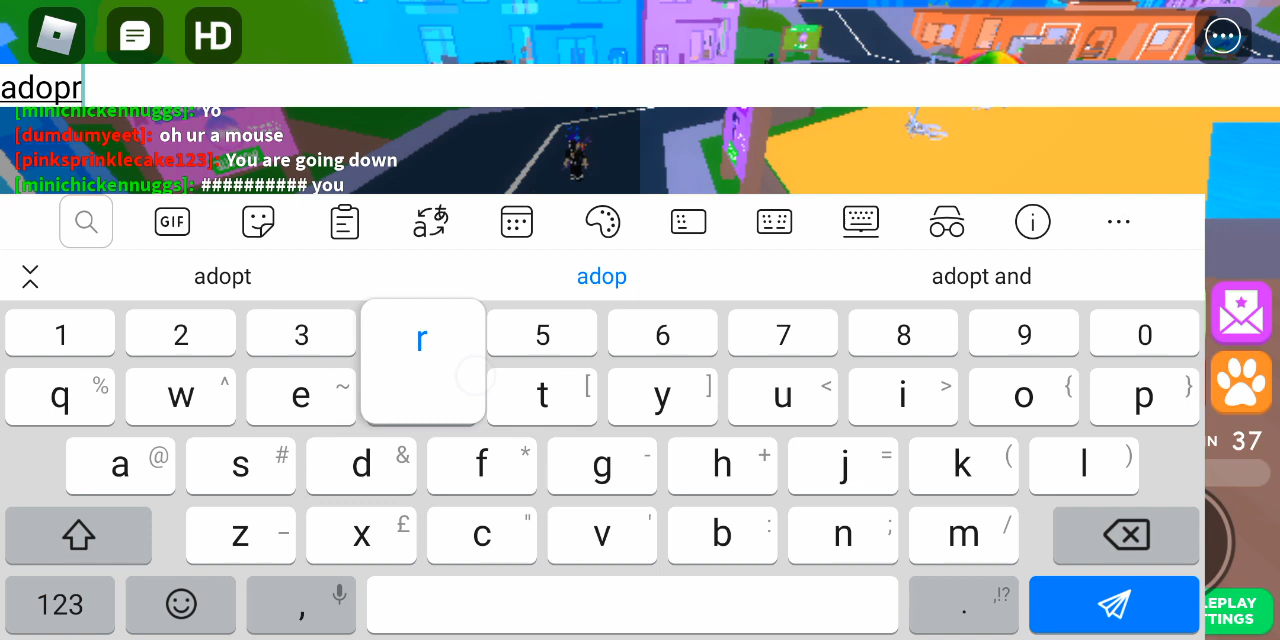 HD
adopr
[minichickennuggs]: Yo
[dumdumyeet]: oh ur a mouse
[pinksprinklecake123]: You are going down
[minichickennuggs]: ########## you
GIF
adopt adop adopt and
1 2 3 r 5 6 7 8 9 0
q % w ^ e ~ t [ y ] u < i > o { p }
N 37
a @ s # d & f * g - h + j = k ( l )
z _ x £ c " v ' b : n ; m /
123 , . ,!?
EPLAY
TINGS